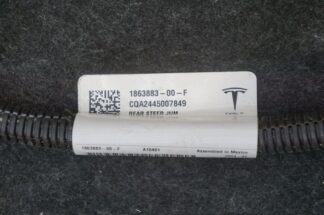 1863883-00-F
CQA2445007849
REAR STEER JUM
1863883-00-F A10401 Assembled in Mexico